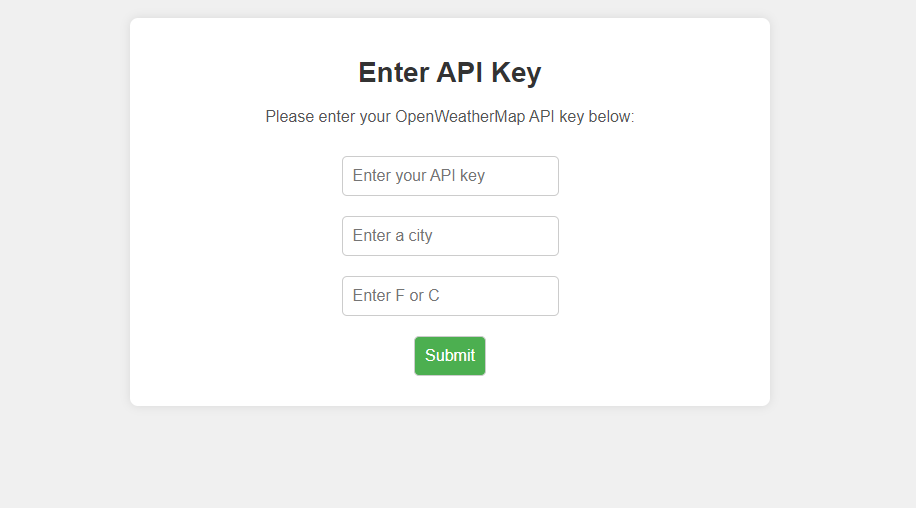 Enter API Key
Please enter your OpenWeatherMap API key below:
Enter your API key
Enter a city
Enter F or C
Submit